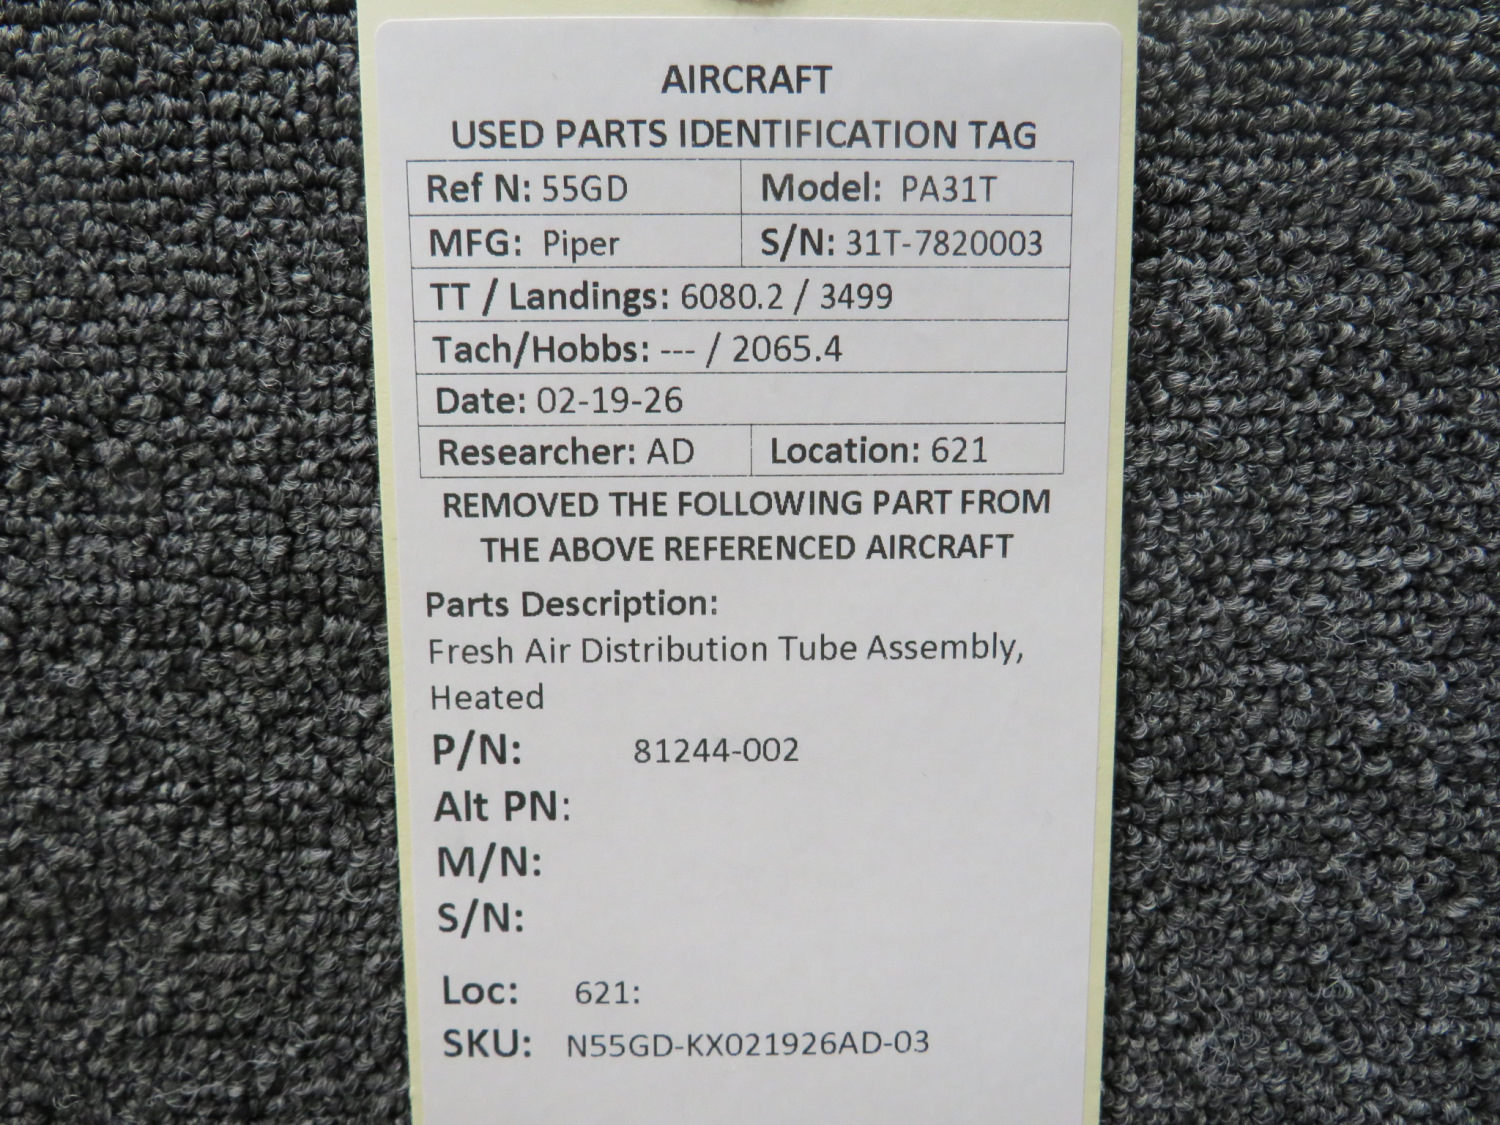 AIRCRAFT
USED PARTS IDENTIFICATION TAG
Ref N: 55GD Model: PA31T
MFG: Piper S/N: 31T-7820003
TT / Landings: 6080.2 / 3499
Tach/Hobbs: --- / 2065.4
Date: 02-19-26
Researcher: AD Location: 621
REMOVED THE FOLLOWING PART FROM
THE ABOVE REFERENCED AIRCRAFT
Parts Description:
Fresh Air Distribution Tube Assembly,
Heated
P/N: 81244-002
Alt PN:
M/N:
S/N:
Loc: 621:
SKU: N55GD-KX021926AD-03